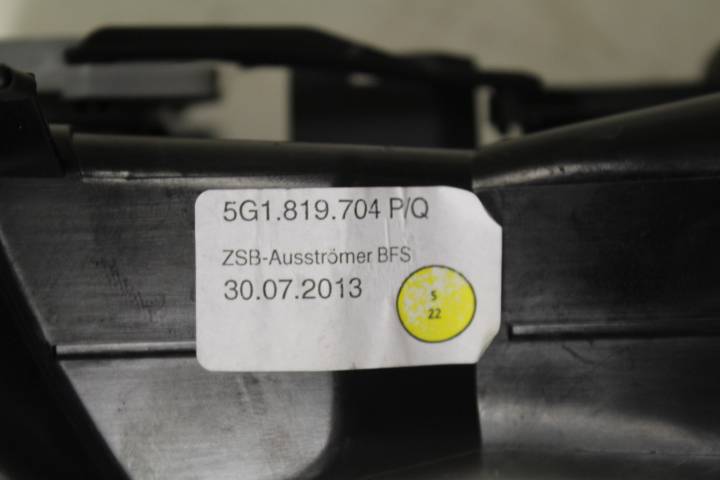 5G1.819.704 P/Q
ZSB-Ausströmer BFS
30.07.2013
5
22